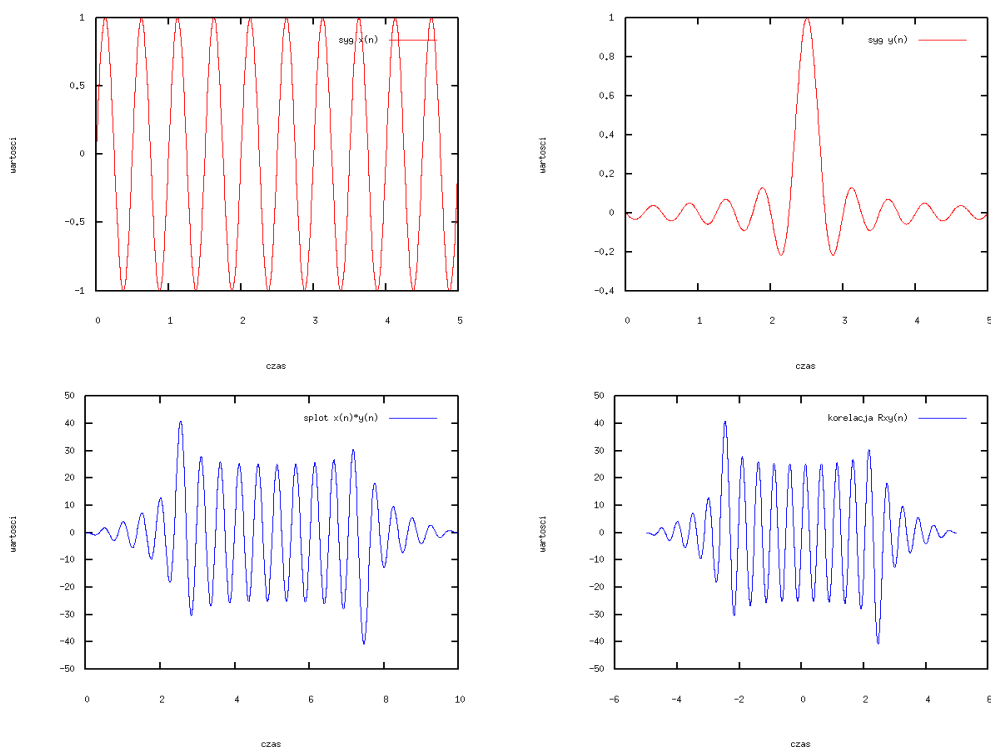 1
0.5
0
-0.5
-1
0 1 2 3 4 5
wartosci
czas
syg x(n)
1
0.8
0.6
0.4
0.2
0
-0.2
-0.4
0 1 2 3 4 5
wartosci
czas
syg y(n)
50
40
30
20
10
0
-10
-20
-30
-40
-50
0 2 4 6 8 10
wartosci
czas
splot x(n)*y(n)
50
40
30
20
10
0
-10
-20
-30
-40
-50
-6 -4 -2 0 2 4 6
wartosci
czas
korelacja Rxy(n)